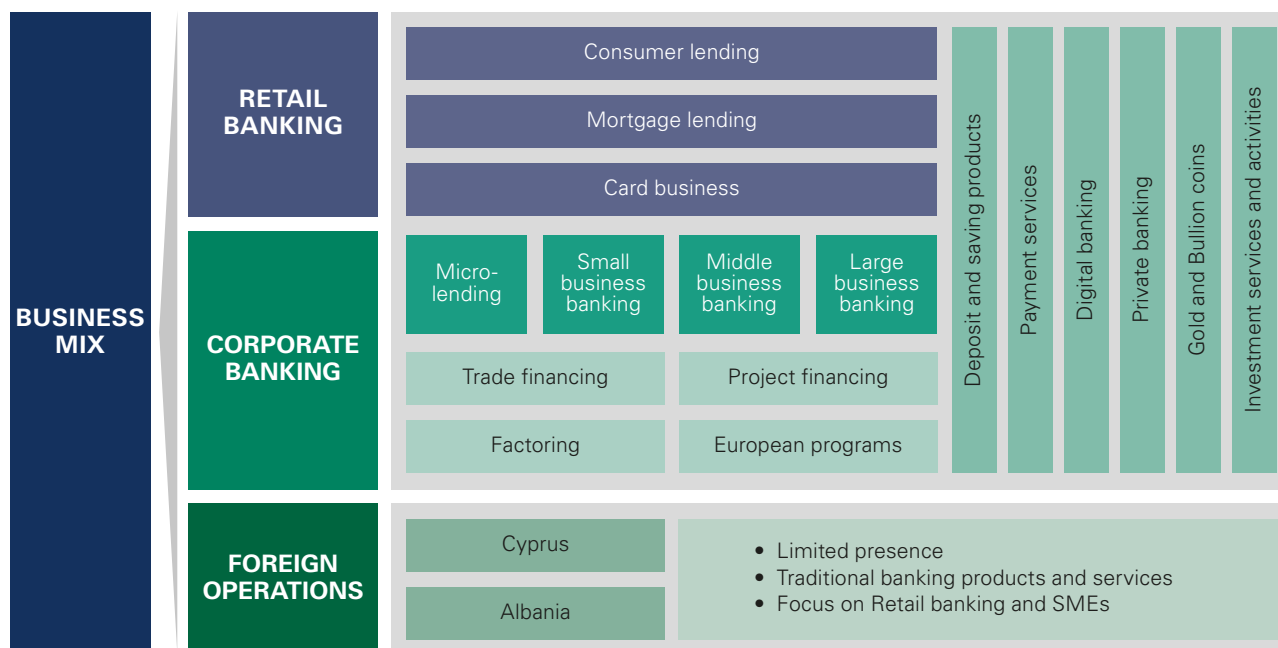 BUSINESS
MIX
RETAIL
BANKING
Consumer lending
Mortgage lending
Card business
CORPORATE
BANKING
Micro-
lending
Small
business
banking
Middle
business
banking
Large
business
banking
Trade financing
Project financing
Factoring
European programs
Deposit and saving products
Payment services
Digital banking
Private banking
Gold and Bullion coins
Investment services and activities
FOREIGN
OPERATIONS
Cyprus
Albania
• Limited presence
• Traditional banking products and services
• Focus on Retail banking and SMEs